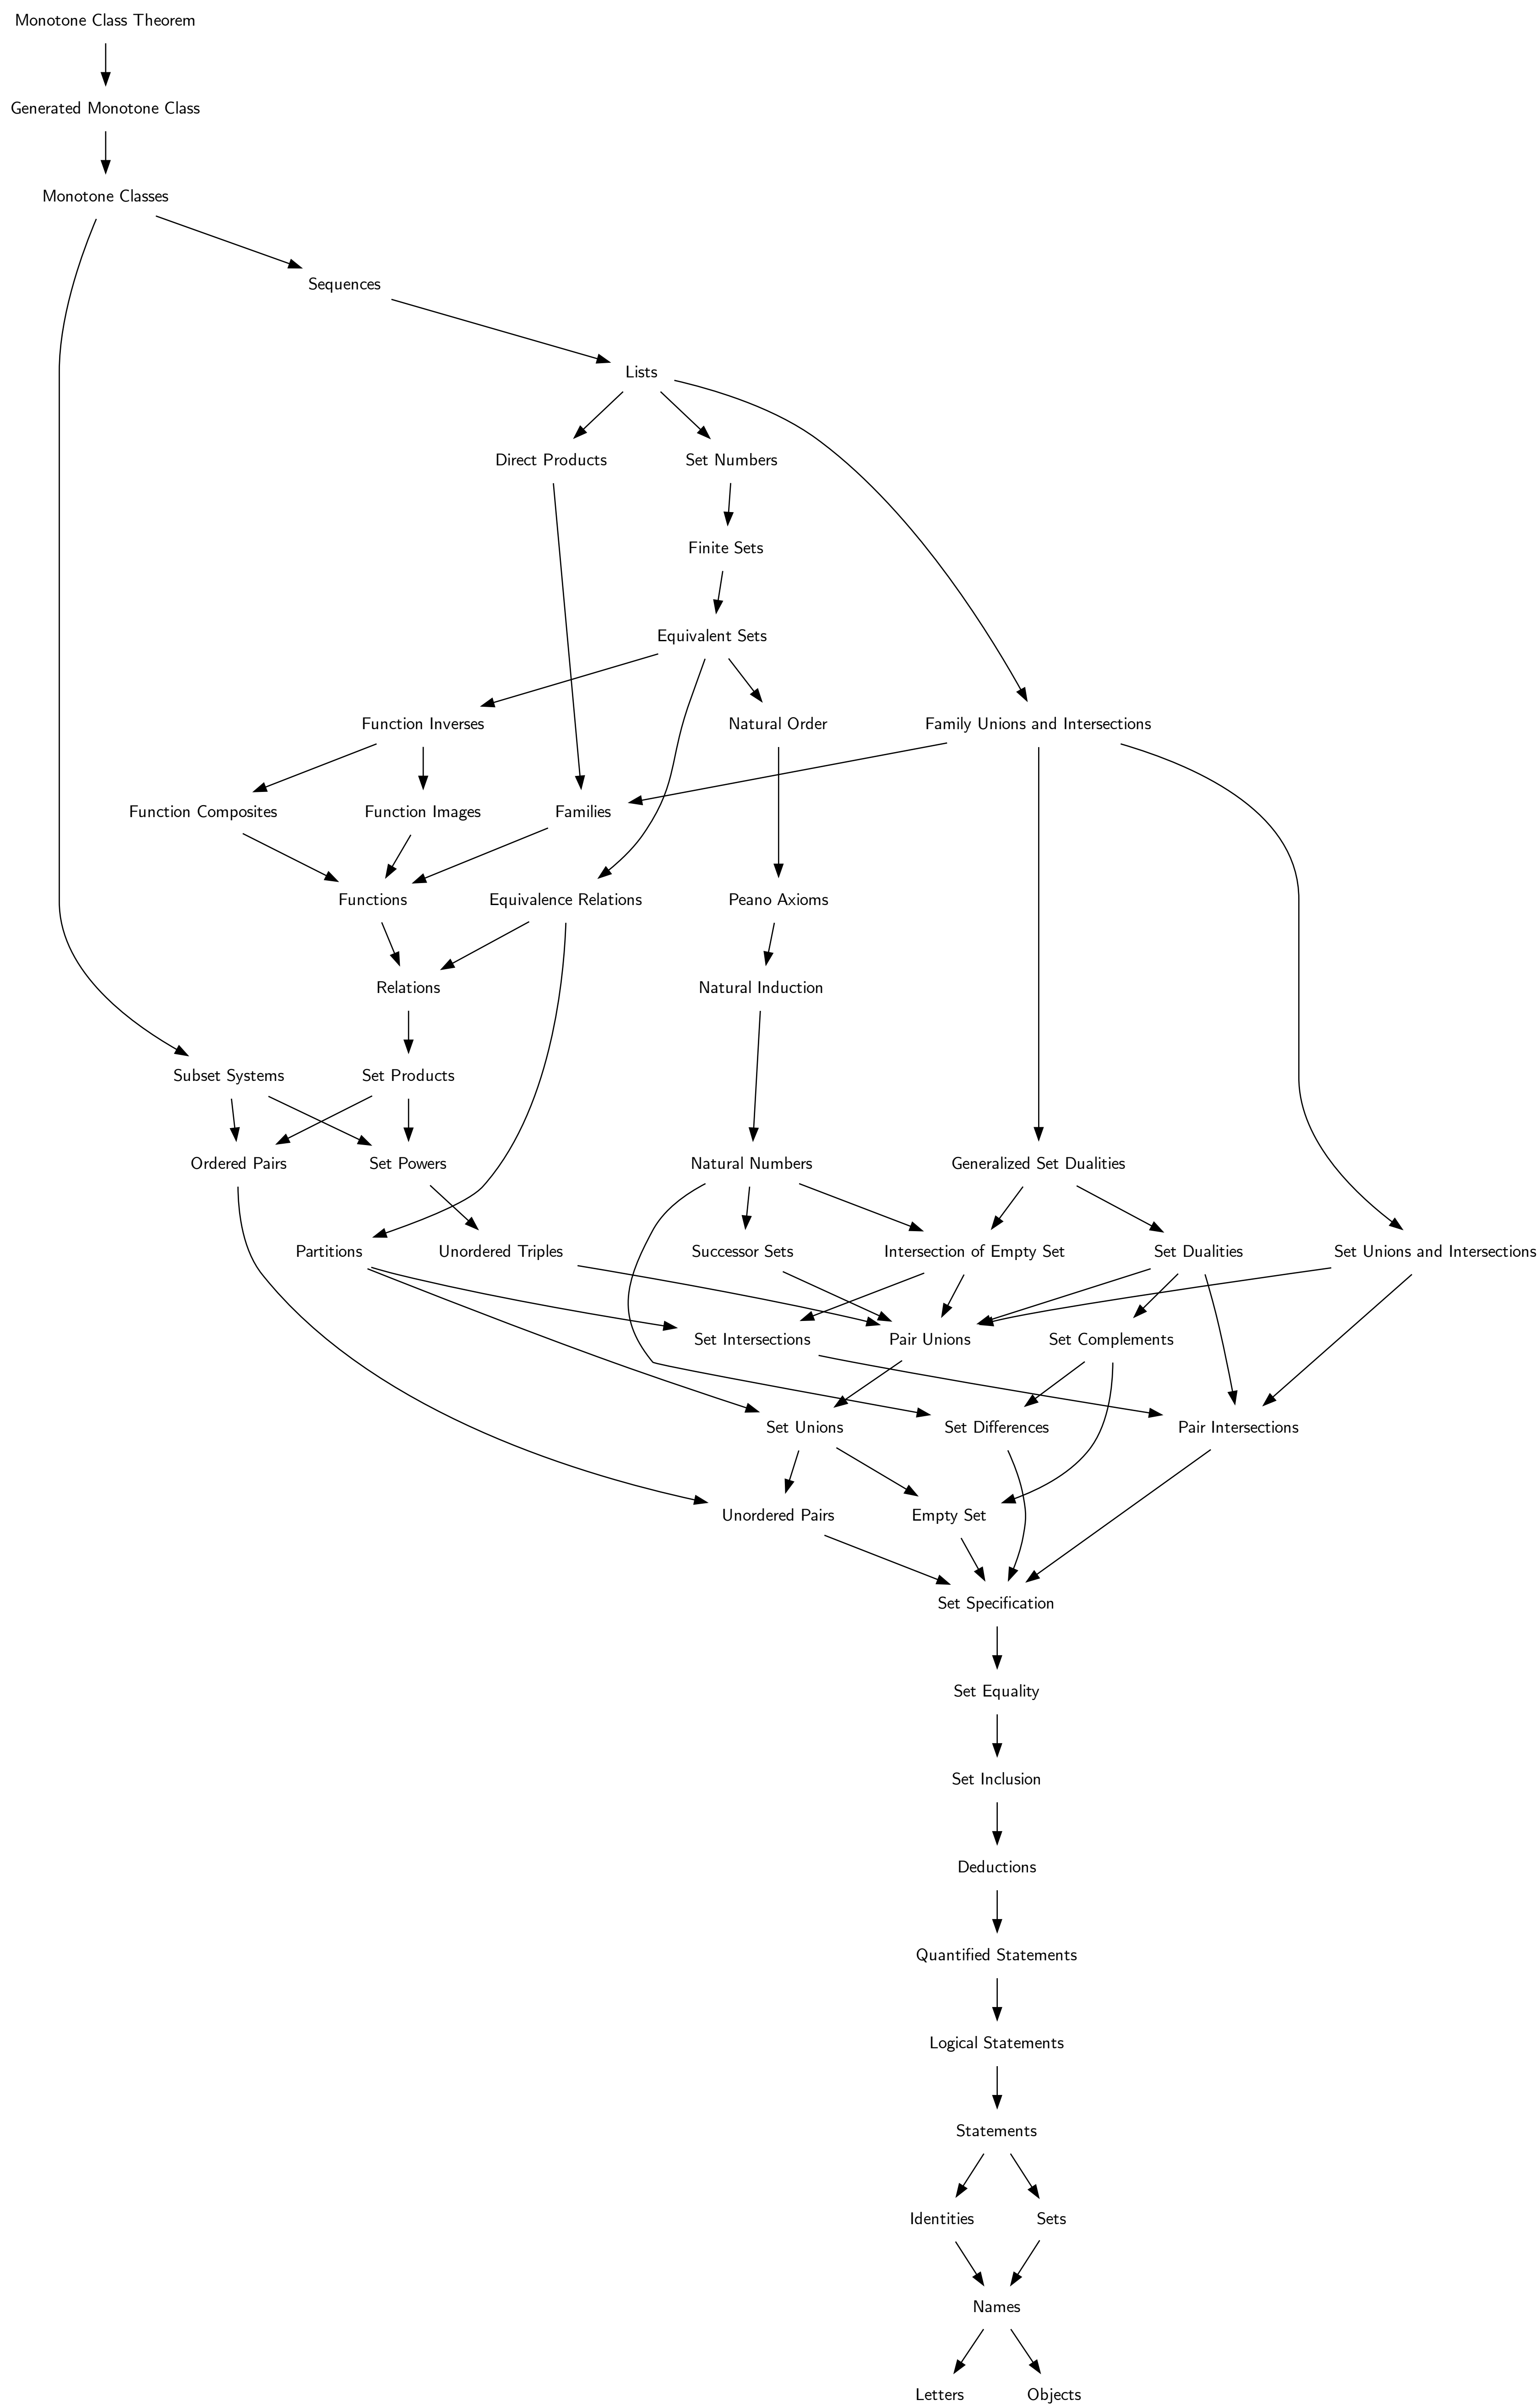 Monotone Class Theorem
Generated Monotone Class
Monotone Classes
Sequences
Lists
Direct Products
Set Numbers
Finite Sets
Equivalent Sets
Function Inverses
Natural Order
Family Unions and Intersections
Function Composites
Function Images
Families
Functions
Equivalence Relations
Peano Axioms
Relations
Natural Induction
Subset Systems
Set Products
Ordered Pairs
Set Powers
Natural Numbers
Generalized Set Dualities
Partitions
Unordered Triples
Successor Sets
Intersection of Empty Set
Set Dualities
Set Unions and Intersections
Set Intersections
Pair Unions
Set Complements
Set Unions
Set Differences
Pair Intersections
Unordered Pairs
Empty Set
Set Specification
Set Equality
Set Inclusion
Deductions
Quantified Statements
Logical Statements
Statements
Identities
Sets
Names
Letters
Objects